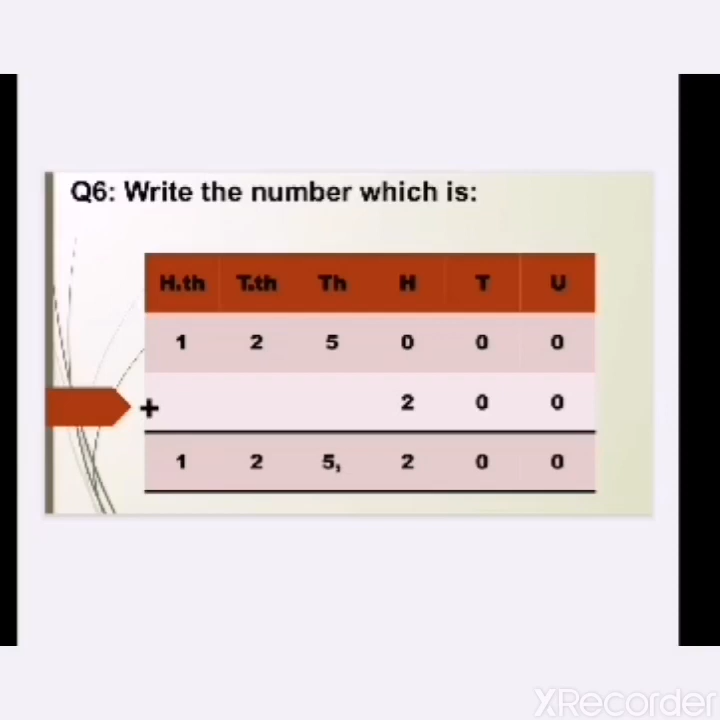 Q6: Write the number which is:
H.th T.th Th H T U
1 2 5 0 0 0
+ 2 0 0
1 2 5, 2 0 0
XRecorder